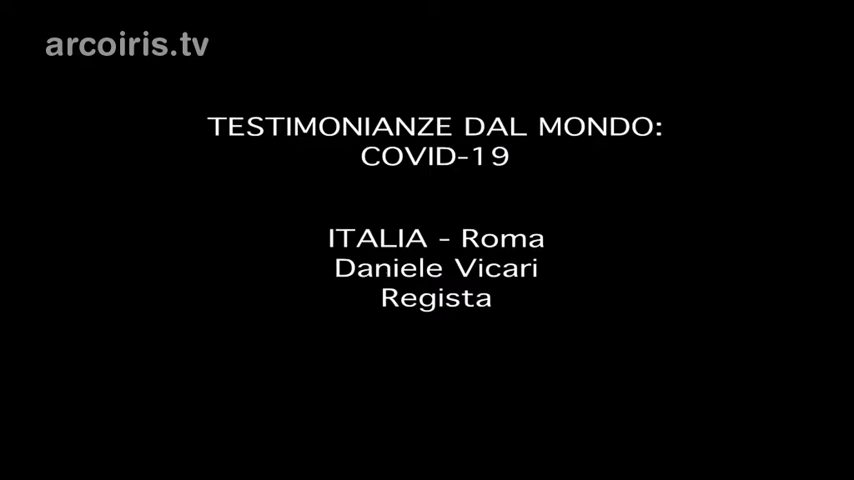 arcoiris.tv
TESTIMONIANZE DAL MONDO:
COVID-19
ITALIA - Roma
Daniele Vicari
Regista